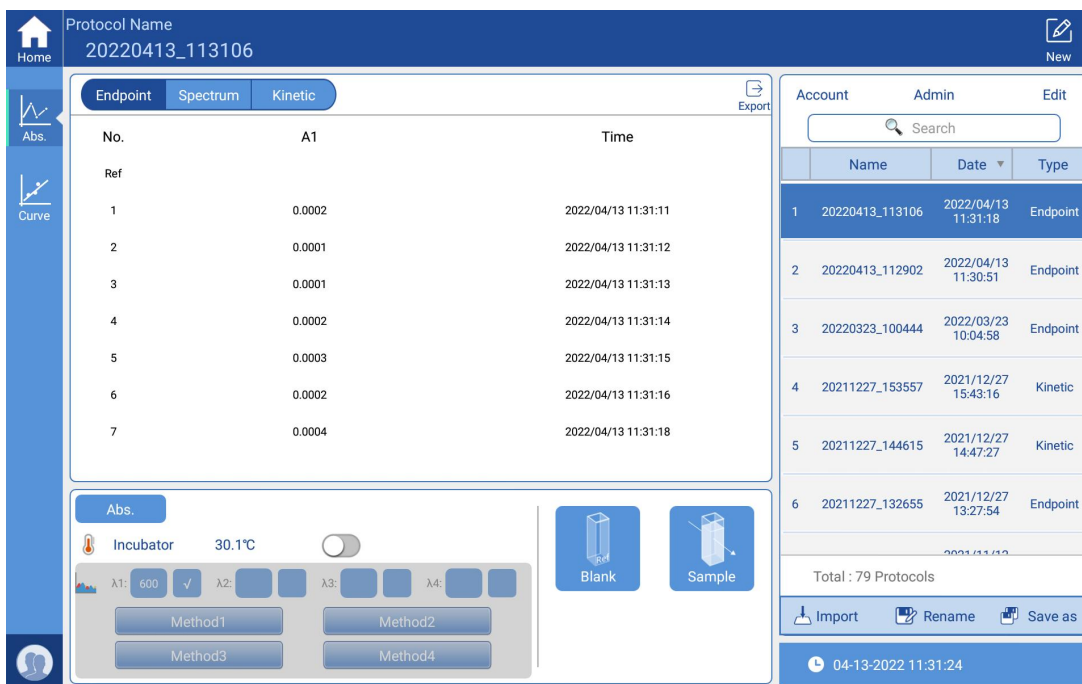 Protocol Name
20220413_113106
Home
New
Abs.
Curve
Endpoint Spectrum Kinetic
Export
No. A1 Time
Ref
1 0.0002 2022/04/13 11:31:11
2 0.0001 2022/04/13 11:31:12
3 0.0001 2022/04/13 11:31:13
4 0.0002 2022/04/13 11:31:14
5 0.0003 2022/04/13 11:31:15
6 0.0002 2022/04/13 11:31:16
7 0.0004 2022/04/13 11:31:18
Abs.
Incubator 30.1℃
λ1: 600 √ λ2: λ3: λ4:
Method1 Method2
Method3 Method4
Ref
Blank
Sample
Account Admin Edit
Search
Name Date ▼ Type
1 20220413_113106 2022/04/13 11:31:18 Endpoint
2 20220413_112902 2022/04/13 11:30:51 Endpoint
3 20220323_100444 2022/03/23 10:04:58 Endpoint
4 20211227_153557 2021/12/27 15:43:16 Kinetic
5 20211227_144615 2021/12/27 14:47:27 Kinetic
6 20211227_132655 2021/12/27 13:27:54 Endpoint
Total : 79 Protocols
Import Rename Save as
04-13-2022 11:31:24